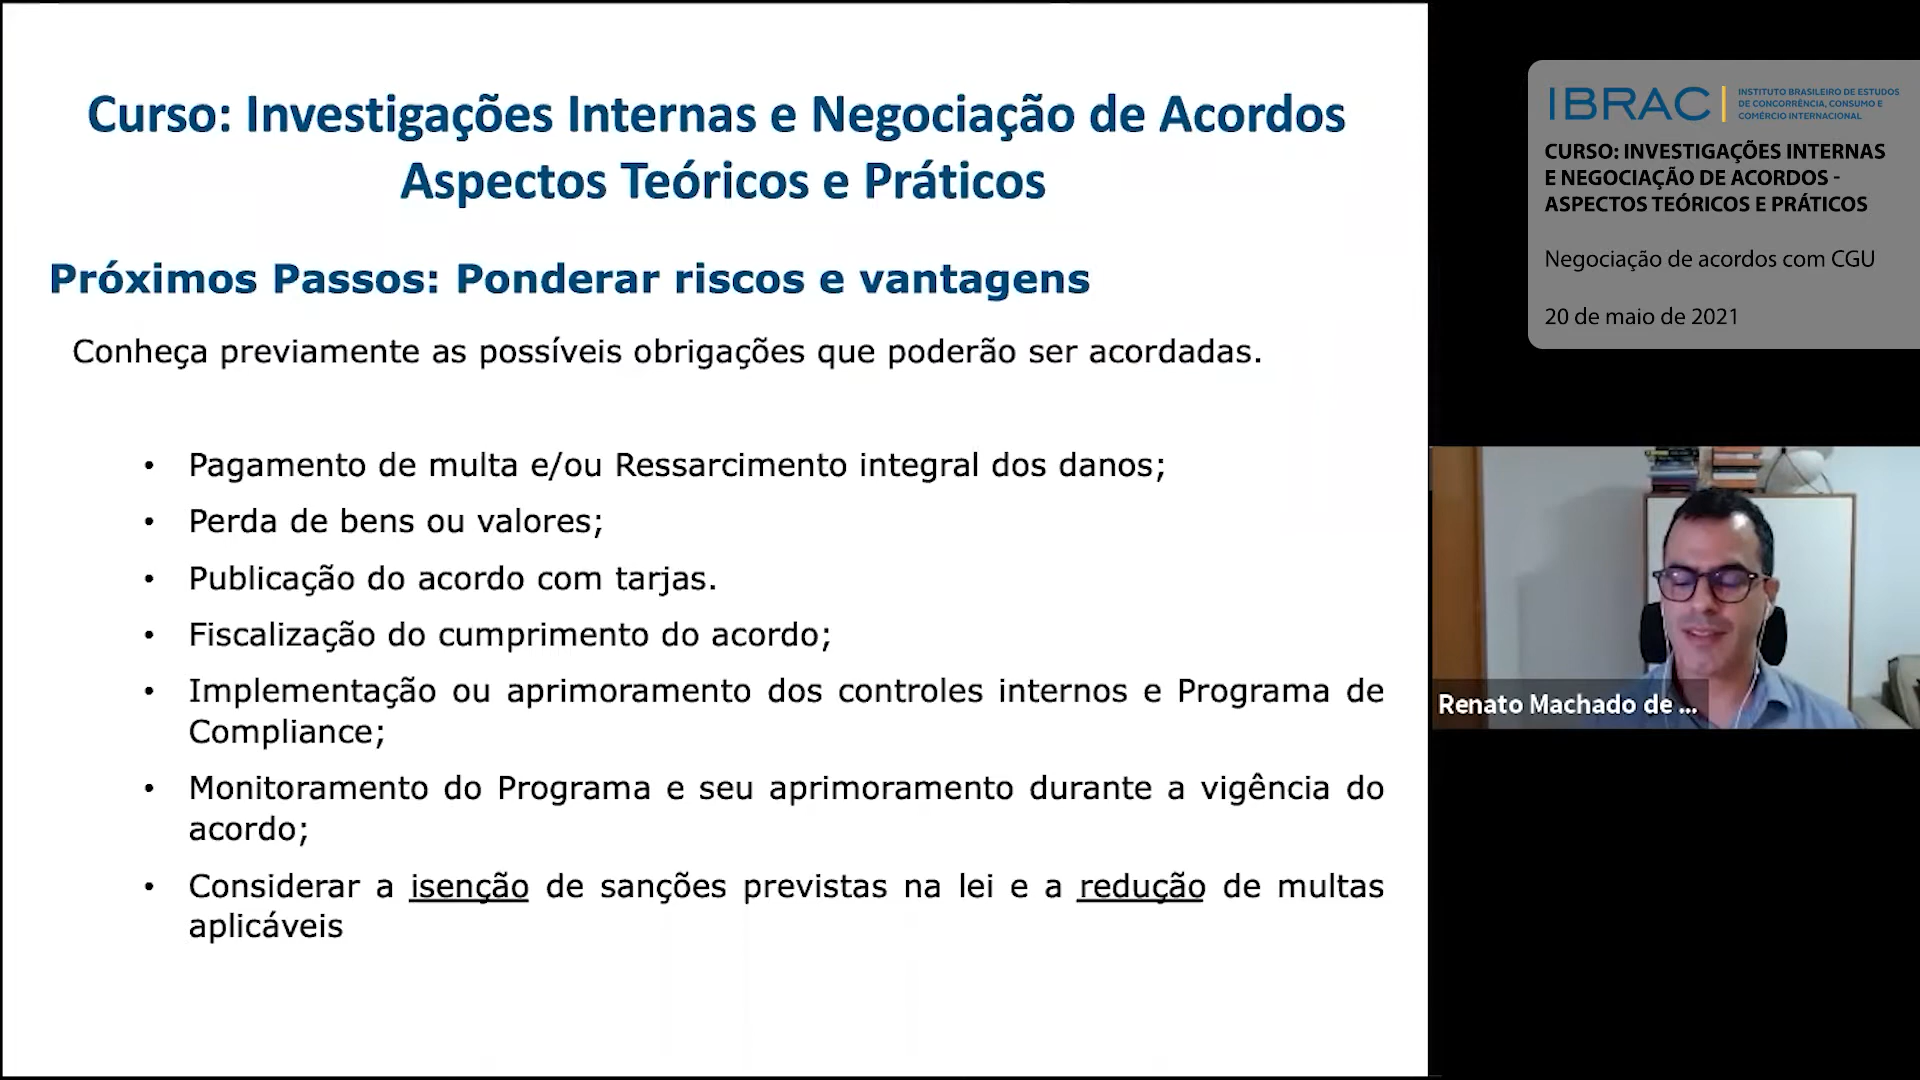 Curso: Investigações Internas e Negociação de Acordos
Aspectos Teóricos e Práticos
Próximos Passos: Ponderar riscos e vantagens
Conheça previamente as possíveis obrigações que poderão ser acordadas.
• Pagamento de multa e/ou Ressarcimento integral dos danos;
• Perda de bens ou valores;
• Publicação do acordo com tarjas.
• Fiscalização do cumprimento do acordo;
• Implementação ou aprimoramento dos controles internos e Programa de
Compliance;
• Monitoramento do Programa e seu aprimoramento durante a vigência do
acordo;
• Considerar a isenção de sanções previstas na lei e a redução de multas
aplicáveis
IBRAC
INSTITUTO BRASILEIRO DE ESTUDOS
DE CONCORRÊNCIA, CONSUMO E
COMÉRCIO INTERNACIONAL
CURSO: INVESTIGAÇÕES INTERNAS
E NEGOCIAÇÃO DE ACORDOS -
ASPECTOS TEÓRICOS E PRÁTICOS
Negociação de acordos com CGU
20 de maio de 2021
Renato Machado de ...